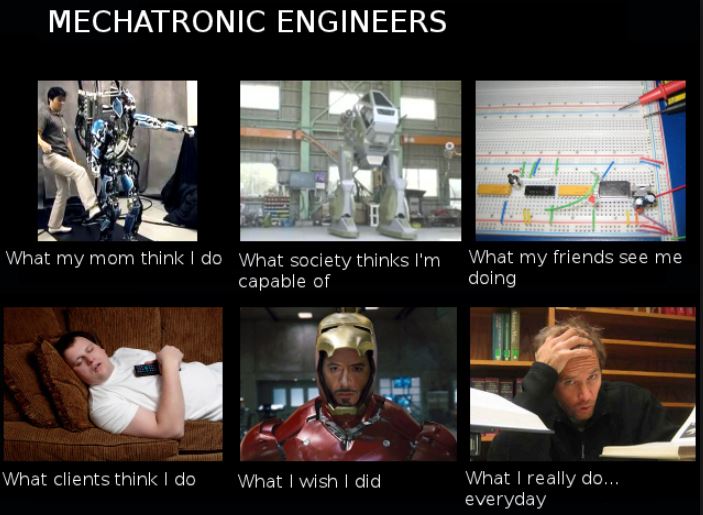 MECHATRONIC ENGINEERS
What my mom think I do
What society thinks I'm
capable of
What my friends see me
doing
What clients think I do
What I wish I did
What I really do...
everyday